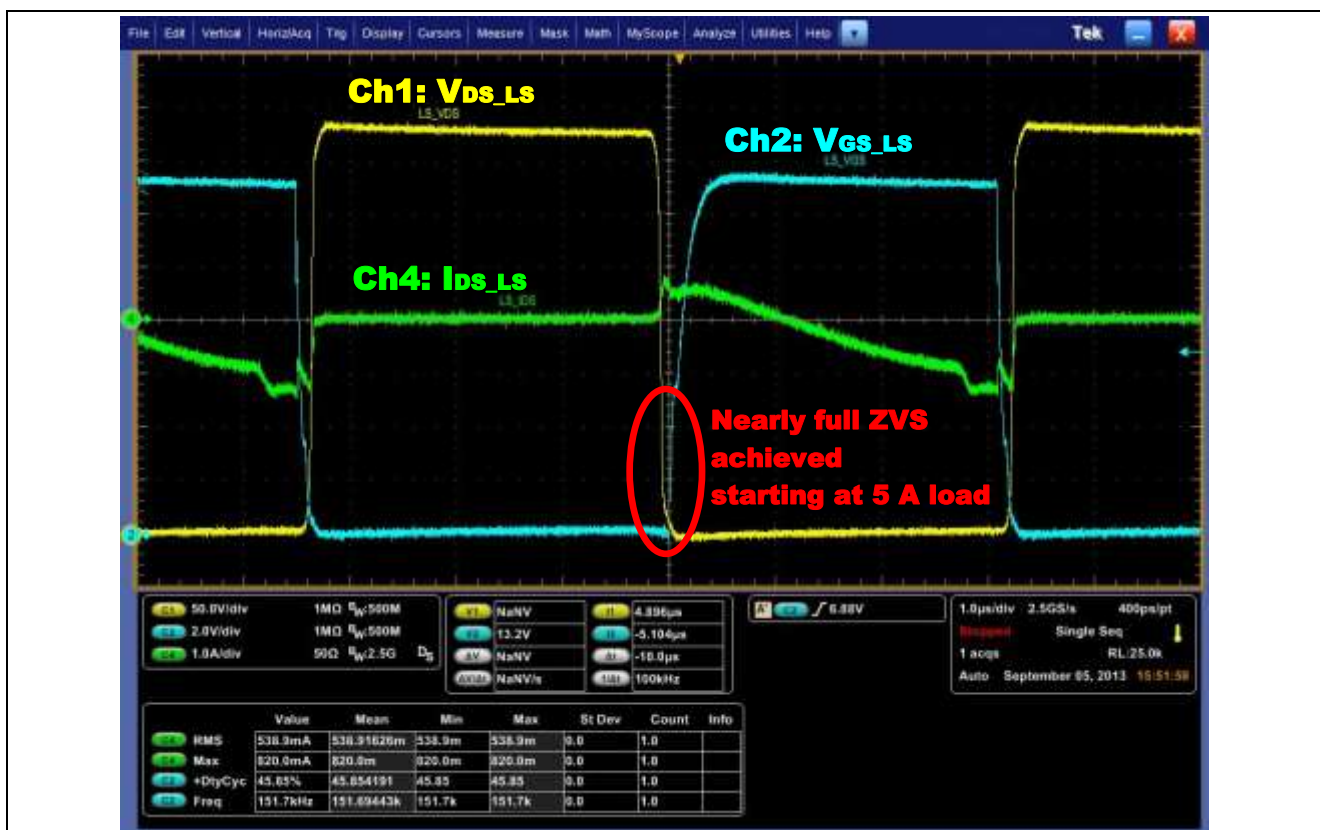 File Edit Vertical Horiz/Acq Trig Display Cursors Measure Mask Math MyScope Analyze Utilities Help Tek
Ch1: VDS_LS
LS_VDS
Ch2: VGS_LS
LS_VGS
Ch4: IDS_LS
LS_IDS
Nearly full ZVS
achieved
starting at 5 A load
50.0V/div 1MΩ BW:500M
2.0V/div 1MΩ BW:500M
1.0A/div 50Ω BW:2.5G
NaNV 4.896µs
13.2V -5.104µs
ΔV NaNV Δt -10.0µs
ΔV/Δt NaNV/s 1/Δt 100kHz
6.88V
1.0µs/div 2.5GS/s 400ps/pt
Stopped Single Seq
1 acqs RL:25.0k
Auto September 05, 2013 15:51:58
Value Mean Min Max St Dev Count Info
RMS 538.9mA 538.91626m 538.9m 538.9m 0.0 1.0
Max 820.0mA 820.0m 820.0m 820.0m 0.0 1.0
+DtyCyc 45.85% 45.854191 45.85 45.85 0.0 1.0
Freq 151.7kHz 151.69443k 151.7k 151.7k 0.0 1.0